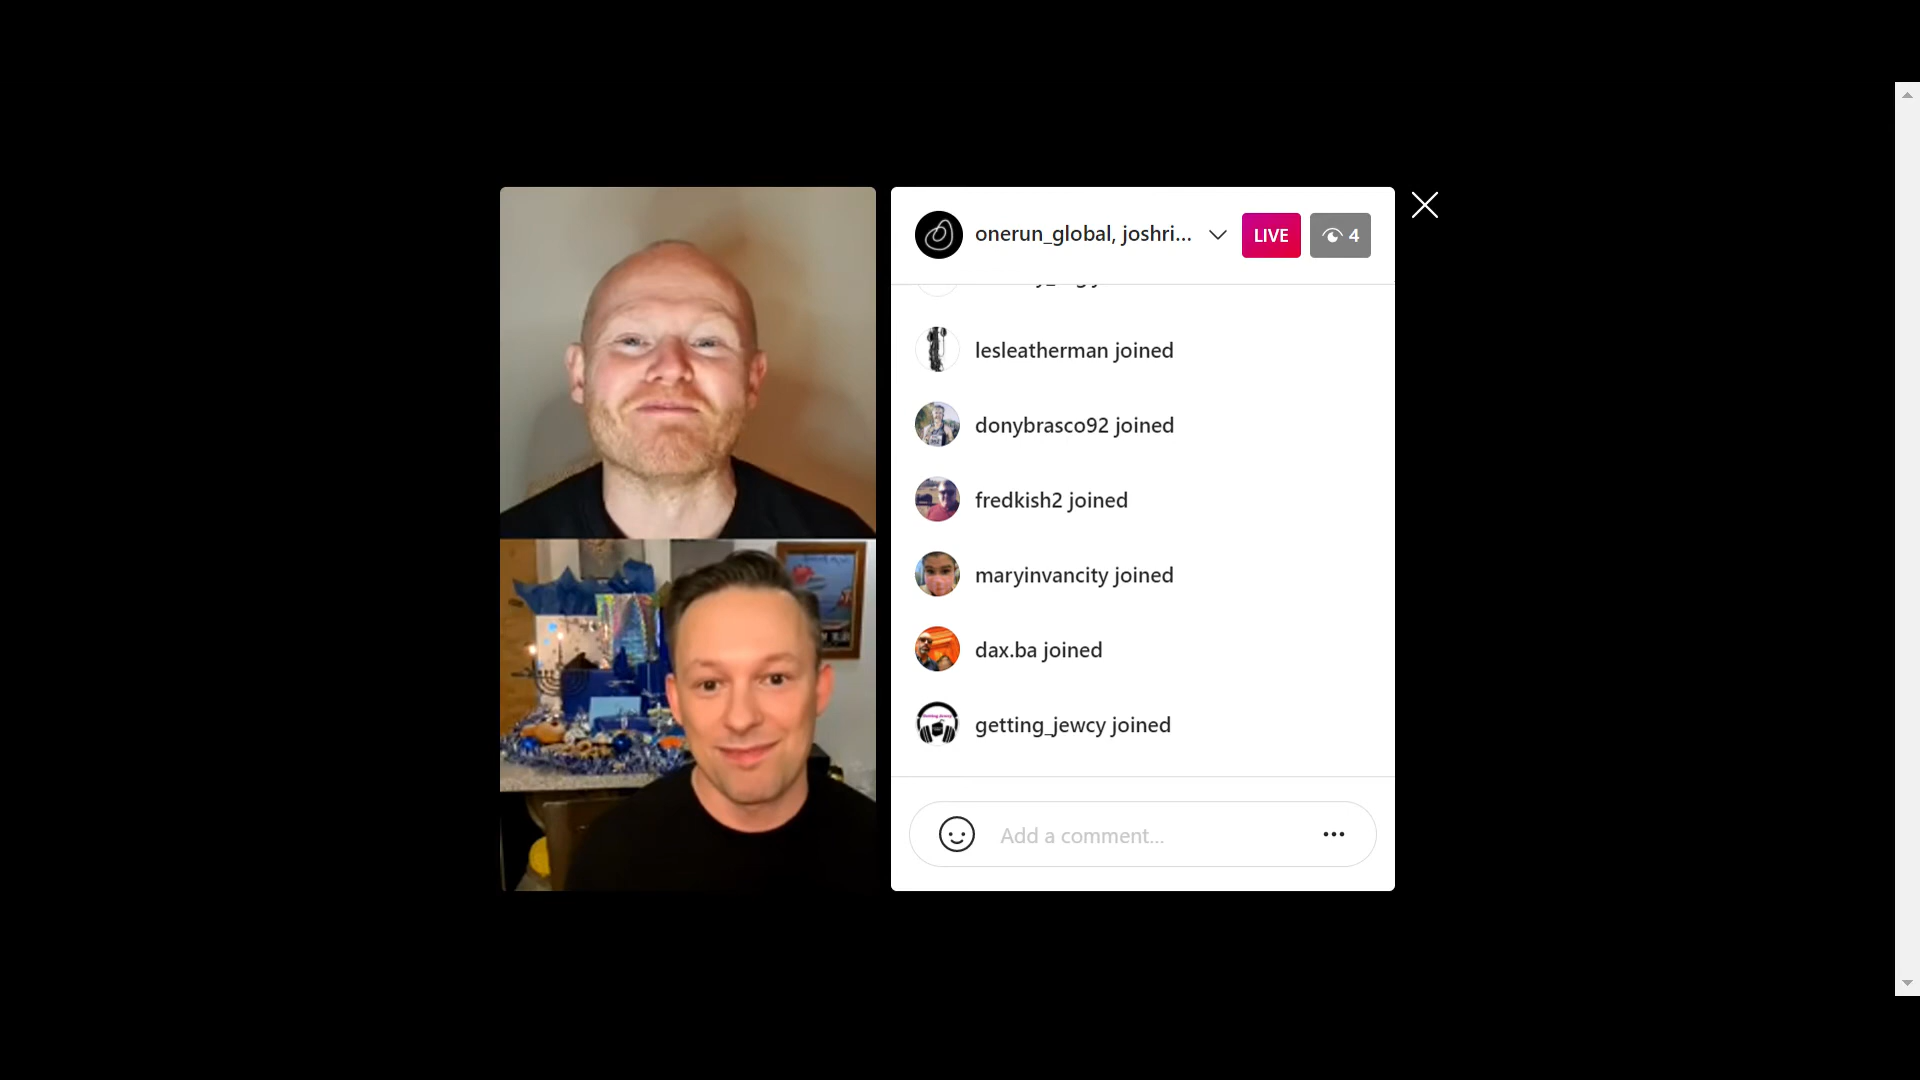 onerun_global, joshri...
LIVE
4
lesleatherman joined
donybrasco92 joined
fredkish2 joined
maryinvancity joined
dax.ba joined
getting_jewcy joined
Add a comment...